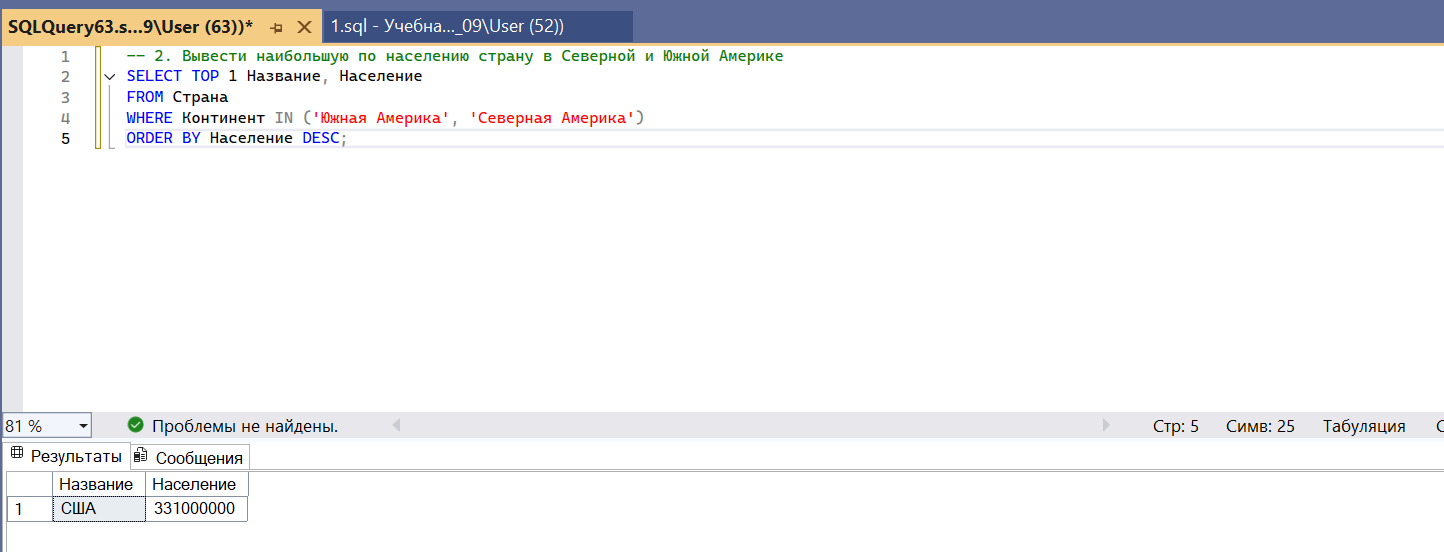 SQLQuery63.s...9\User (63))* 1.sql - Учебна..._09\User (52))
1 -- 2. Вывести наибольшую по населению страну в Северной и Южной Америке
2 SELECT TOP 1 Название, Население
3 FROM Страна
4 WHERE Континент IN ('Южная Америка', 'Северная Америка')
5 ORDER BY Население DESC;
81 % Проблемы не найдены. Стр: 5 Симв: 25 Табуляция С
Результаты Сообщения
Название Население
1 США 331000000